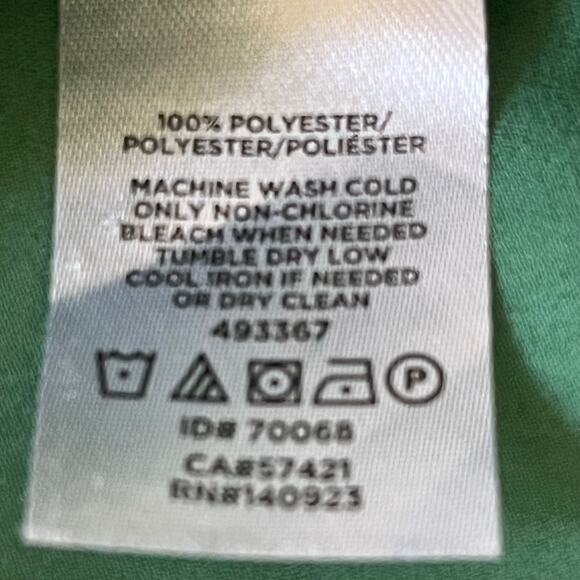 100% POLYESTER/
POLYESTER/POLIÉSTER
MACHINE WASH COLD
ONLY NON-CHLORINE
BLEACH WHEN NEEDED
TUMBLE DRY LOW
COOL IRON IF NEEDED
OR DRY CLEAN
493367
P
ID# 70068
CA#57421
RN#140923